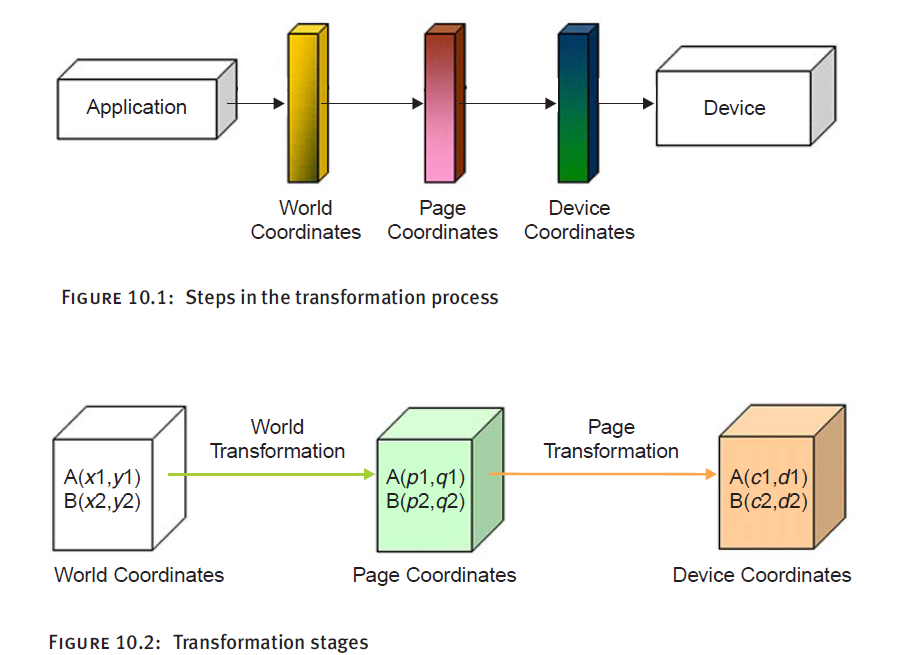 Application
Device
World
Coordinates
Page
Coordinates
Device
Coordinates
FIGURE 10.1: Steps in the transformation process
World
Transformation
Page
Transformation
A(x1,y1)
B(x2,y2)
A(p1,q1)
B(p2,q2)
A(c1,d1)
B(c2,d2)
World Coordinates
Page Coordinates
Device Coordinates
FIGURE 10.2: Transformation stages